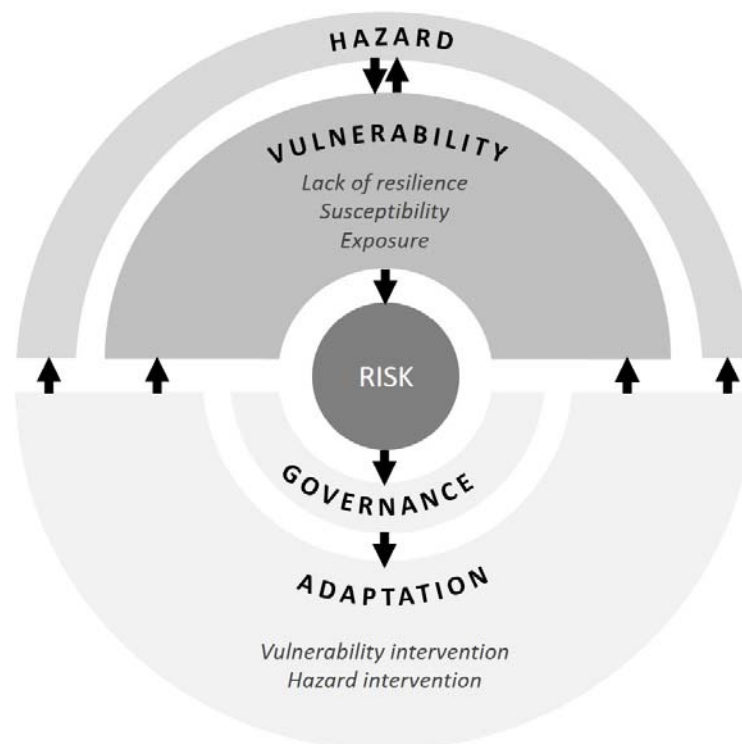 HAZARD
VULNERABILITY
Lack of resilience
Susceptibility
Exposure
RISK
GOVERNANCE
ADAPTATION
Vulnerability intervention
Hazard intervention